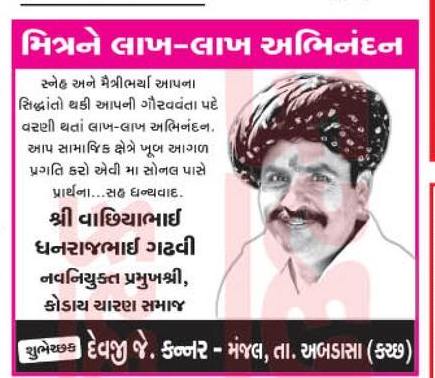 મિત્રને લાખ-લાખ અભિનંદન
સ્નેહ અને મૈત્રીભર્યા આપના
સિદ્ધાંતો થકી આપની ગૌરવવંતા પદે
વરણી થતાં લાખ-લાખ અભિનંદન.
આપ સામાજિક ક્ષેત્રે ખૂબ આગળ
પ્રગતિ કરો એવી મા સોનલ પાસે
પ્રાર્થના...સહ ધન્યવાદ.
શ્રી વાછિયાભાઈ
ધનરાજભાઈ ગઢવી
નવનિયુક્ત પ્રમુખશ્રી,
કોડાય ચારણ સમાજ
શુભેચ્છક દેવજી જે. કન્નર - મંજલ, તા. અબડાસા (કચ્છ)